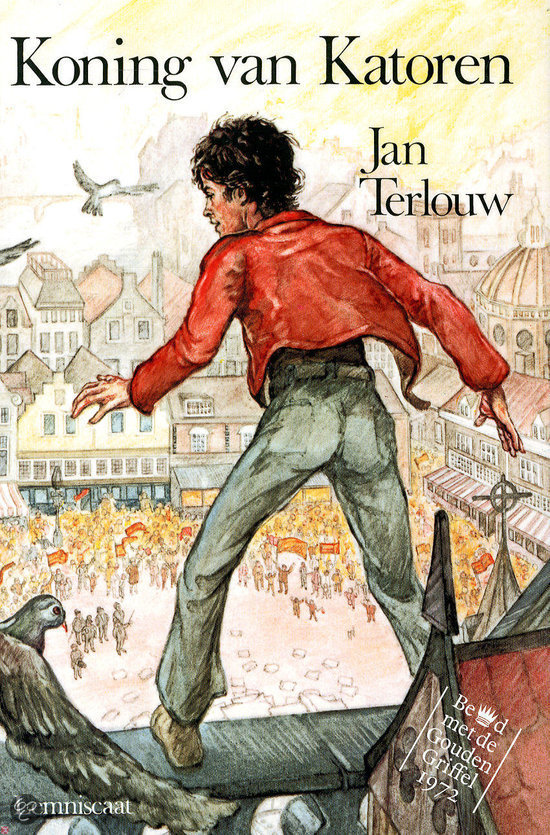 Koning van Katoren
Jan
Terlouw
Be
d
met de
Gouden
Griffel
1972
mniscaat